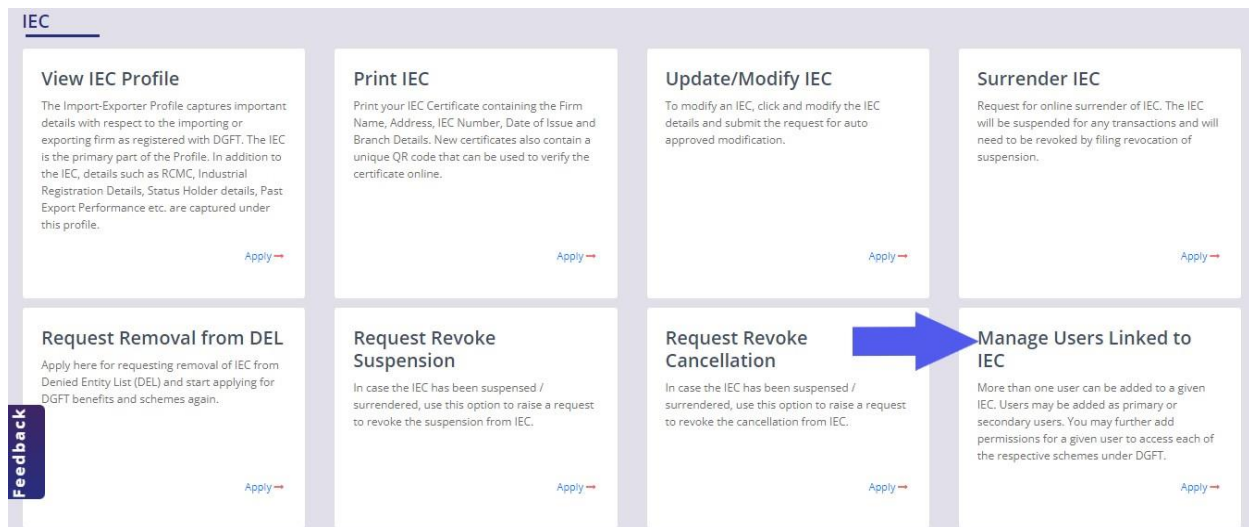 IEC
View IEC Profile
The Import-Exporter Profile captures important
details with respect to the importing or
exporting firm as registered with DGFT. The IEC
is the primary part of the Profile. In addition to
the IEC, details such as RCMC, Industrial
Registration Details, Status Holder details, Past
Export Performance etc. are captured under
this profile.
Apply→
Print IEC
Print your IEC Certificate containing the Firm
Name, Address, IEC Number, Date of Issue and
Branch Details. New certificates also contain a
unique QR code that can be used to verify the
certificate online.
Apply→
Update/Modify IEC
To modify an IEC, click and modify the IEC
details and submit the request for auto
approved modification.
Apply→
Surrender IEC
Request for online surrender of IEC. The IEC
will be suspended for any transactions and will
need to be revoked by filing revocation of
suspension.
Apply→
Request Removal from DEL
Apply here for requesting removal of IEC from
Denied Entity List (DEL) and start applying for
DGFT benefits and schemes again.
Apply→
Request Revoke
Suspension
In case the IEC has been suspended /
surrendered, use this option to raise a request
to revoke the suspension from IEC.
Apply→
Request Revoke
Cancellation
In case the IEC has been suspended /
surrendered, use this option to raise a request
to revoke the cancellation from IEC.
Apply→
Manage Users Linked to
IEC
More than one user can be added to a given
IEC. Users may be added as primary or
secondary users. You may further add
permissions for a given user to access each of
the respective schemes under DGFT.
Apply→
Feedback